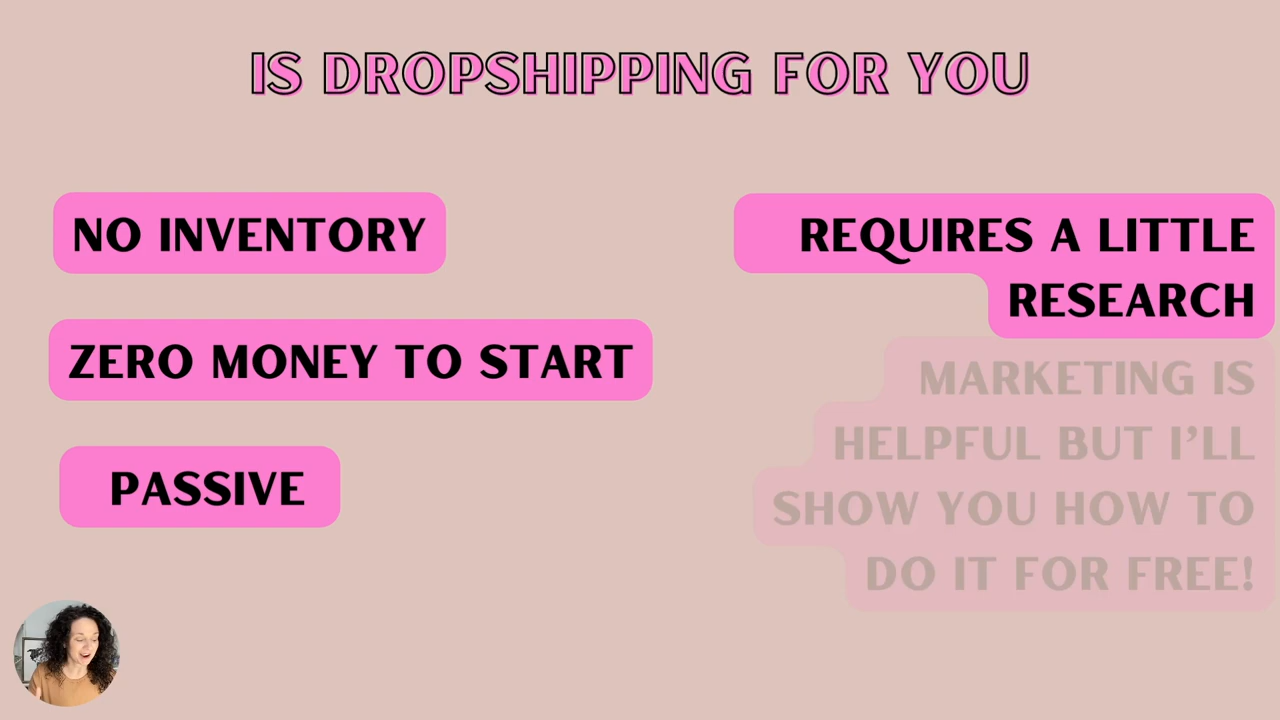 IS DROPSHIPPING FOR YOU
NO INVENTORY
ZERO MONEY TO START
PASSIVE
REQUIRES A LITTLE
RESEARCH
MARKETING IS
HELPFUL BUT I'LL
SHOW YOU HOW TO
DO IT FOR FREE!